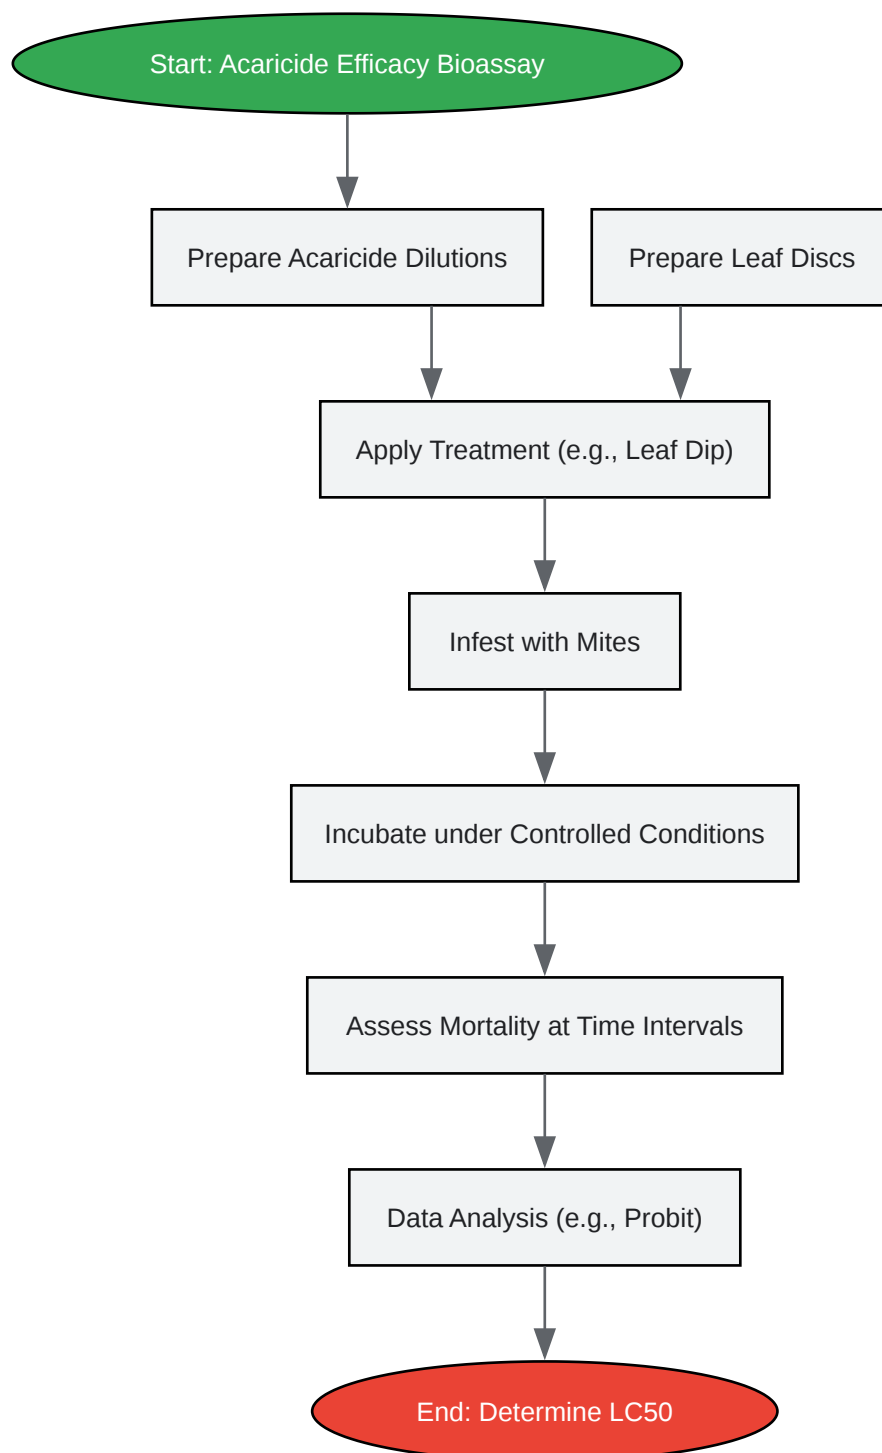 Start: Acaricide Efficacy Bioassay
Prepare Acaricide Dilutions
Prepare Leaf Discs
Apply Treatment (e.g., Leaf Dip)
Infest with Mites
Incubate under Controlled Conditions
Assess Mortality at Time Intervals
Data Analysis (e.g., Probit)
End: Determine LC50